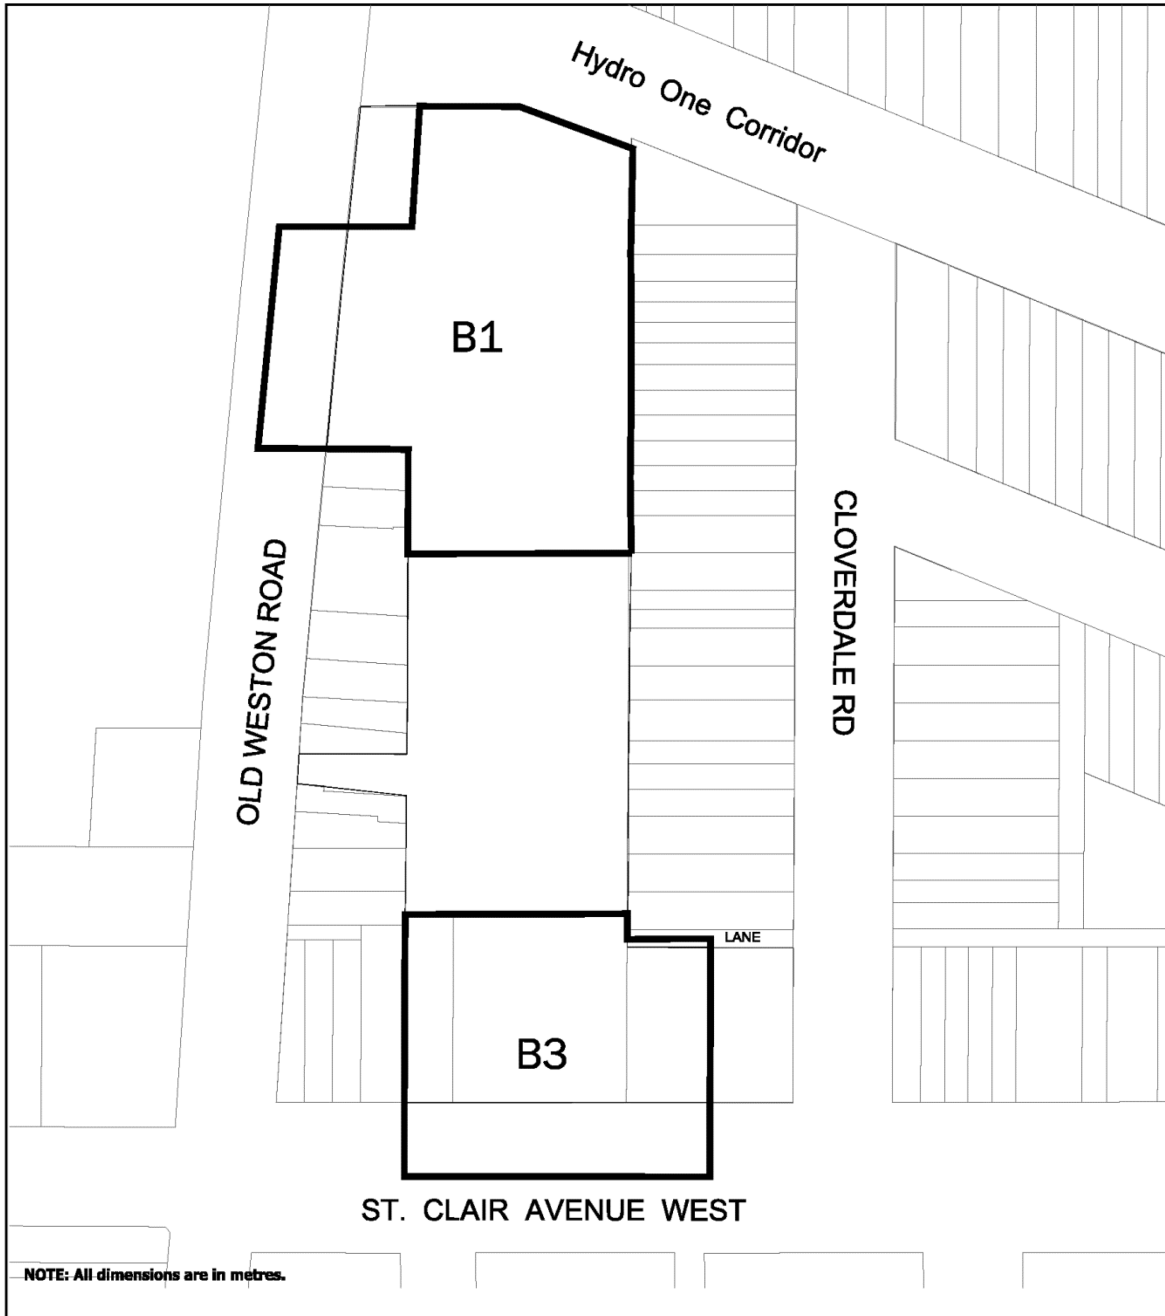 Hydro One Corridor
B1
CLOVERDALE RD
OLD WESTON ROAD
LANE
B3
ST. CLAIR AVENUE WEST
NOTE: All dimensions are in metres.